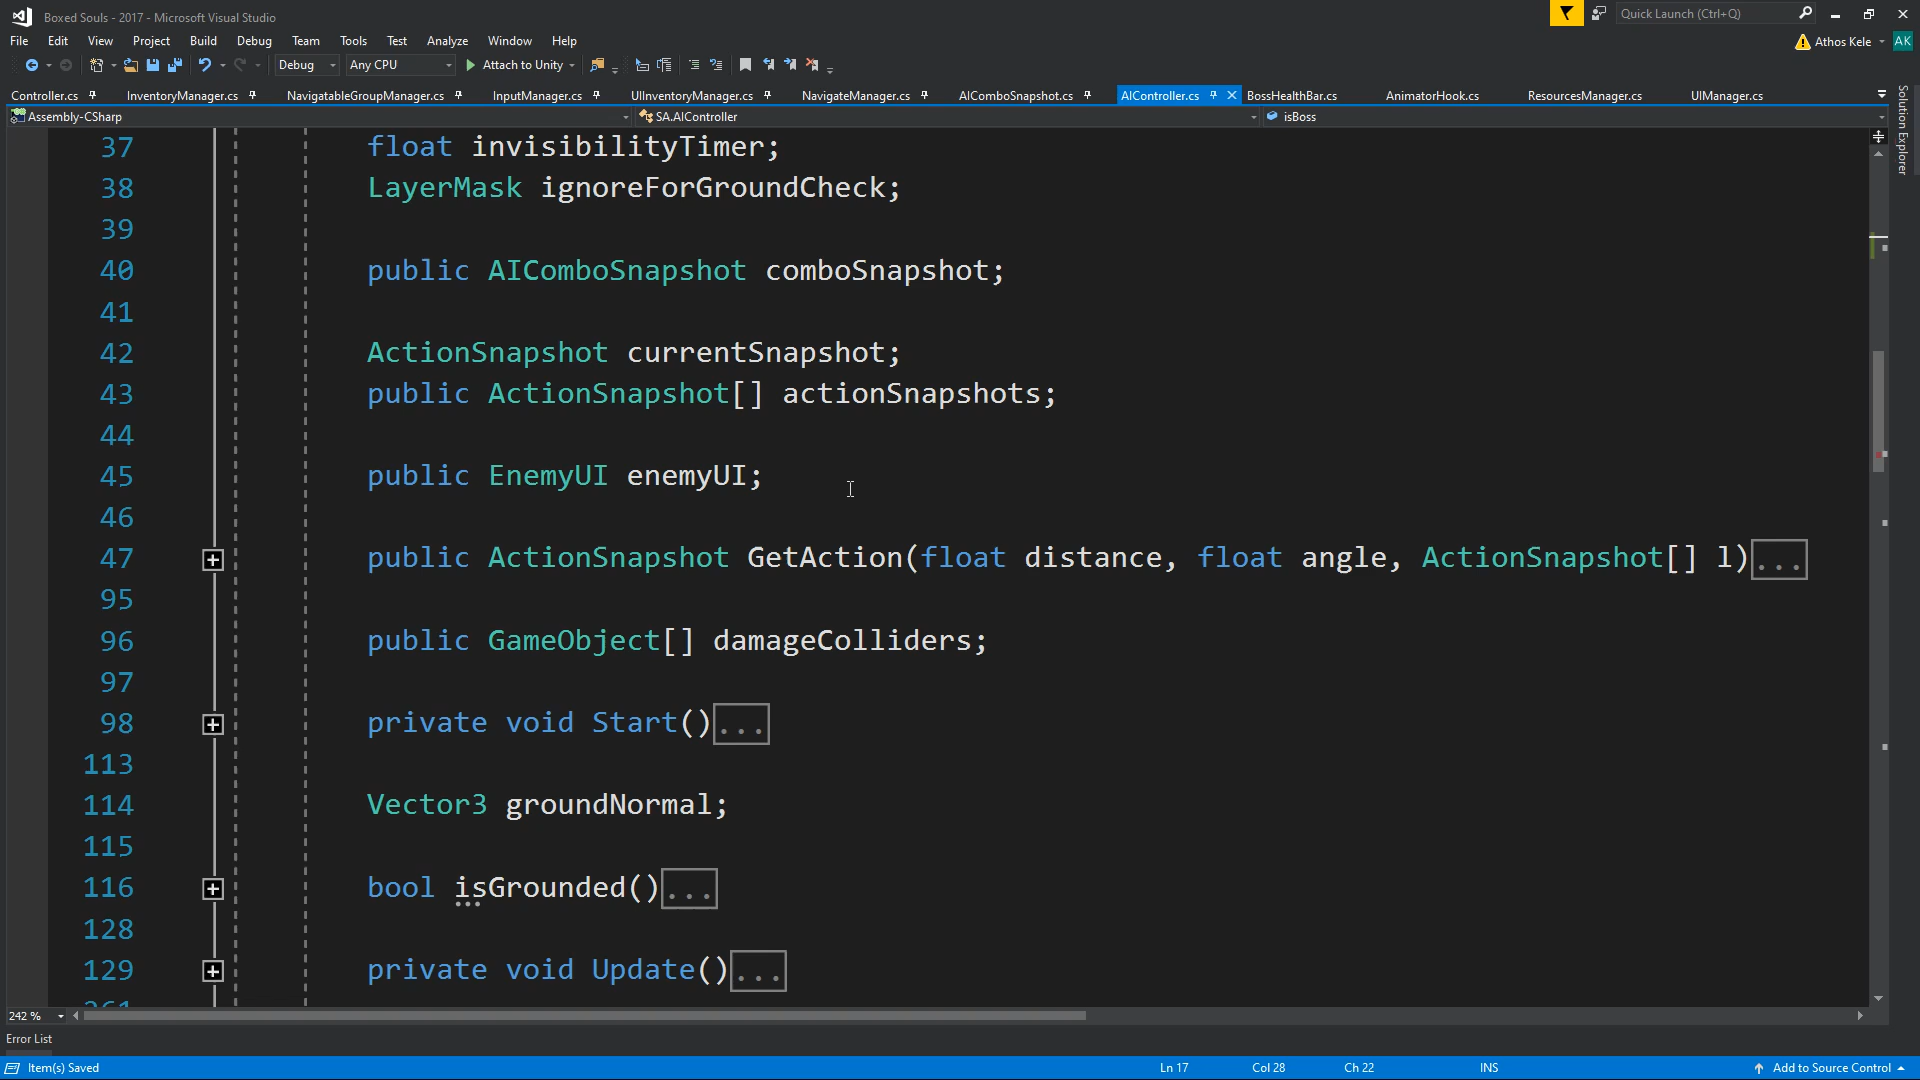 Boxed Souls - 2017 - Microsoft Visual Studio
Quick Launch (Ctrl+Q)
File Edit View Project Build Debug Team Tools Test Analyze Window Help
Athos Kele AK
Debug Any CPU Attach to Unity
Controller.cs InventoryManager.cs NavigatableGroupManager.cs InputManager.cs UIInventoryManager.cs NavigateManager.cs AIComboSnapshot.cs AIController.cs BossHealthBar.cs AnimatorHook.cs ResourcesManager.cs UIManager.cs
Assembly-CSharp SA.AIController isBoss
Solution Explorer
37 float invisibilityTimer;
38 LayerMask ignoreForGroundCheck;
39
40 public AIComboSnapshot comboSnapshot;
41
42 ActionSnapshot currentSnapshot;
43 public ActionSnapshot[] actionSnapshots;
44
45 public EnemyUI enemyUI;
46
47 public ActionSnapshot GetAction(float distance, float angle, ActionSnapshot[] l)...
95
96 public GameObject[] damageColliders;
97
98 private void Start()...
113
114 Vector3 groundNormal;
115
116 bool isGrounded()...
128
129 private void Update()...
261
242 %
Error List
Item(s) Saved Ln 17 Col 28 Ch 22 INS Add to Source Control